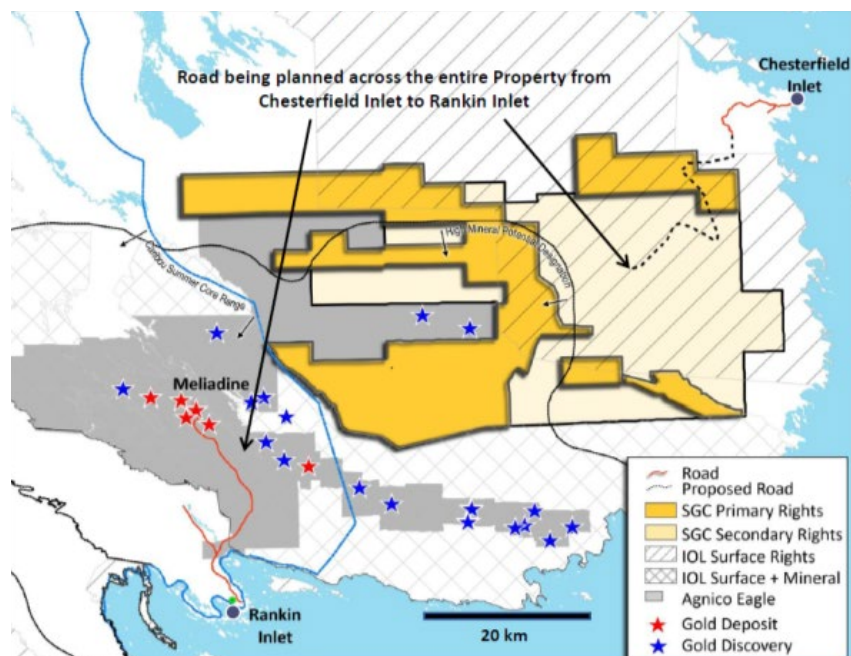 Road being planned across the entire Property from
Chesterfield Inlet to Rankin Inlet
Chesterfield
Inlet
High Mineral Potential Designation
Caribou Summer Core Range
Meliadine
Rankin
Inlet
20 km
Road
Proposed Road
SGC Primary Rights
SGC Secondary Rights
IOL Surface Rights
IOL Surface + Mineral
Agnico Eagle
Gold Deposit
Gold Discovery